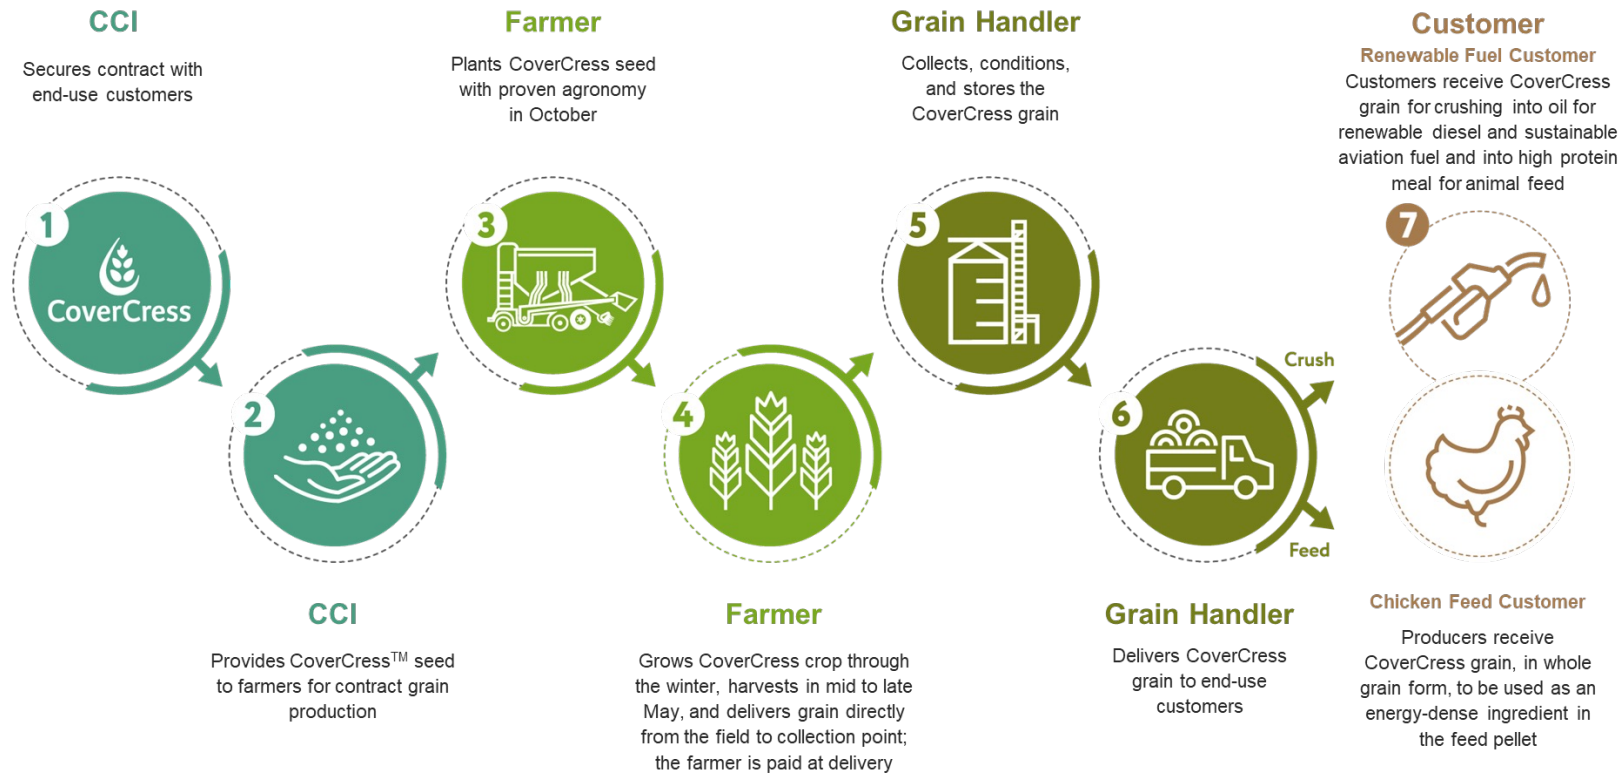 CCI
Secures contract with
end-use customers
1
CoverCress
2
CCI
Provides CoverCress™ seed
to farmers for contract grain
production
Farmer
Plants CoverCress seed
with proven agronomy
in October
3
4
Farmer
Grows CoverCress crop through
the winter, harvests in mid to late
May, and delivers grain directly
from the field to collection point;
the farmer is paid at delivery
Grain Handler
Collects, conditions,
and stores the
CoverCress grain
5
6
Crush
Feed
Grain Handler
Delivers CoverCress
grain to end-use
customers
Customer
Renewable Fuel Customer
Customers receive CoverCress
grain for crushing into oil for
renewable diesel and sustainable
aviation fuel and into high protein
meal for animal feed
7
Chicken Feed Customer
Producers receive
CoverCress grain, in whole
grain form, to be used as an
energy-dense ingredient in
the feed pellet